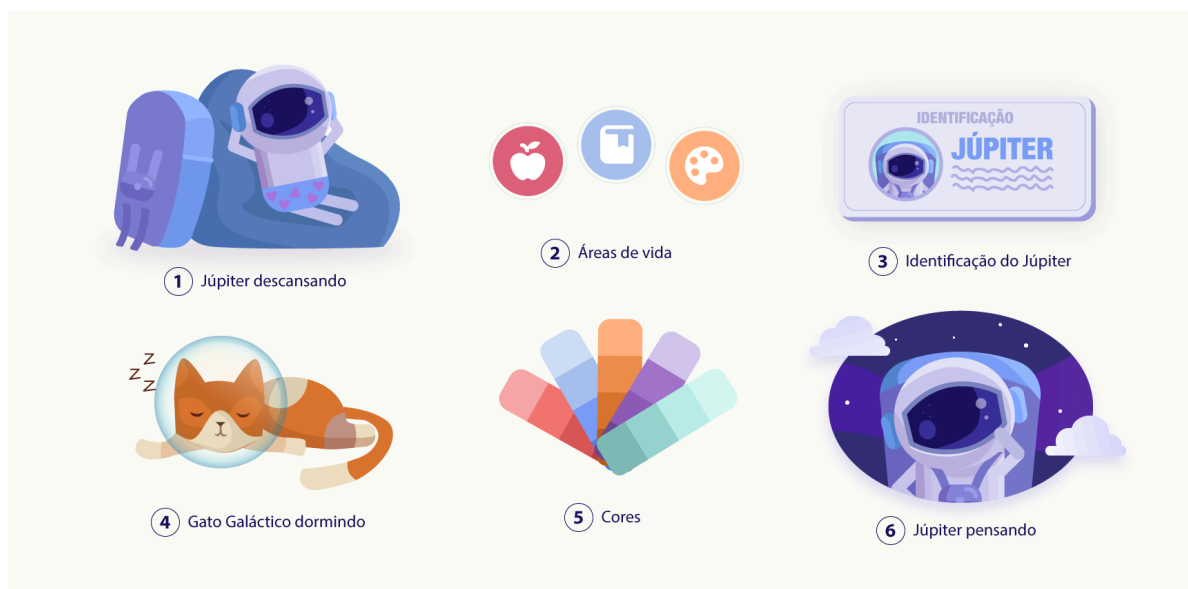 IDENTIFICAÇÃO
JÚPITER
1 Júpiter descansando
2 Áreas de vida
3 Identificação do Júpiter
z
z
z
4 Gato Galáctico dormindo
5 Cores
6 Júpiter pensando